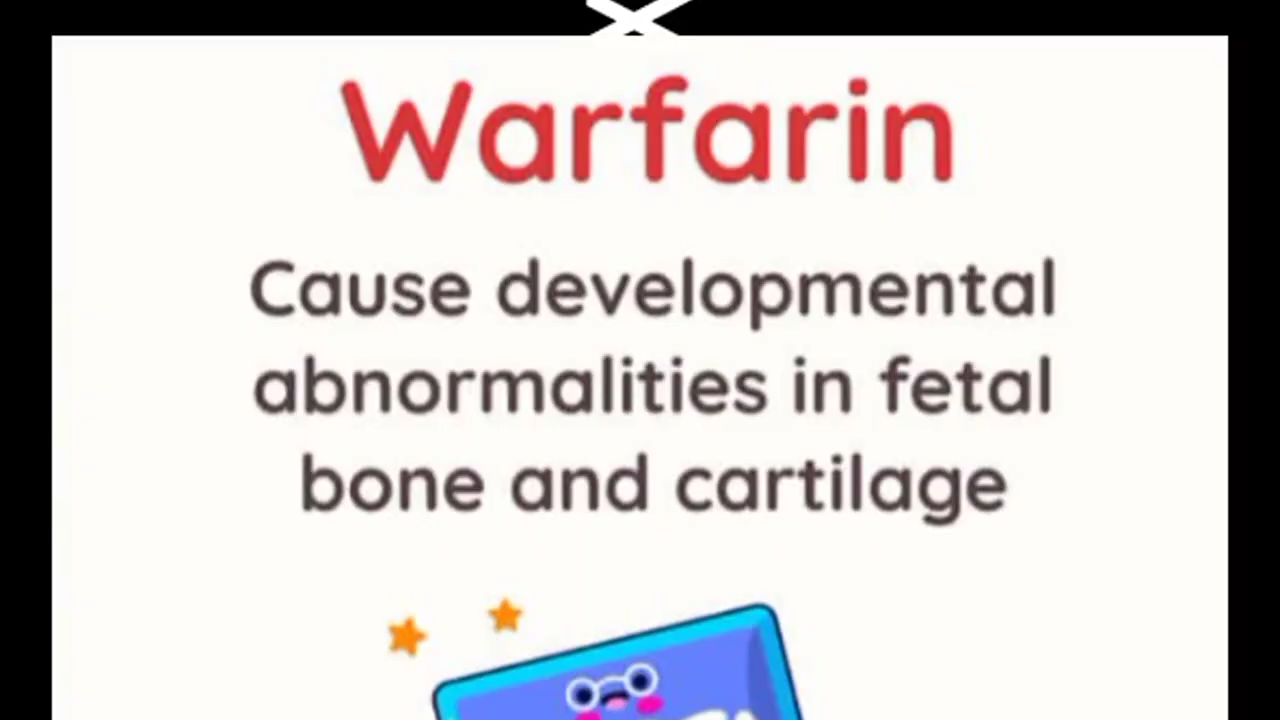 Warfarin
Cause developmental
abnormalities in fetal
bone and cartilage